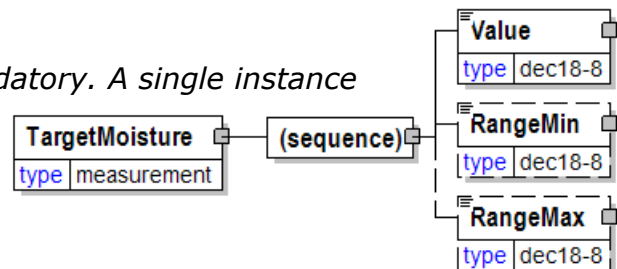 Value
type dec18-8
datory. A single instance
RangeMin
type dec18-8
TargetMoisture
type measurement
(sequence)
RangeMax
type dec18-8